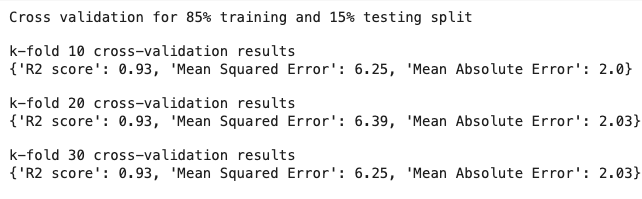 Cross validation for 85% training and 15% testing split
k-fold 10 cross-validation results
{'R2 score': 0.93, 'Mean Squared Error': 6.25, 'Mean Absolute Error': 2.0}
k-fold 20 cross-validation results
{'R2 score': 0.93, 'Mean Squared Error': 6.39, 'Mean Absolute Error': 2.03}
k-fold 30 cross-validation results
{'R2 score': 0.93, 'Mean Squared Error': 6.25, 'Mean Absolute Error': 2.03}